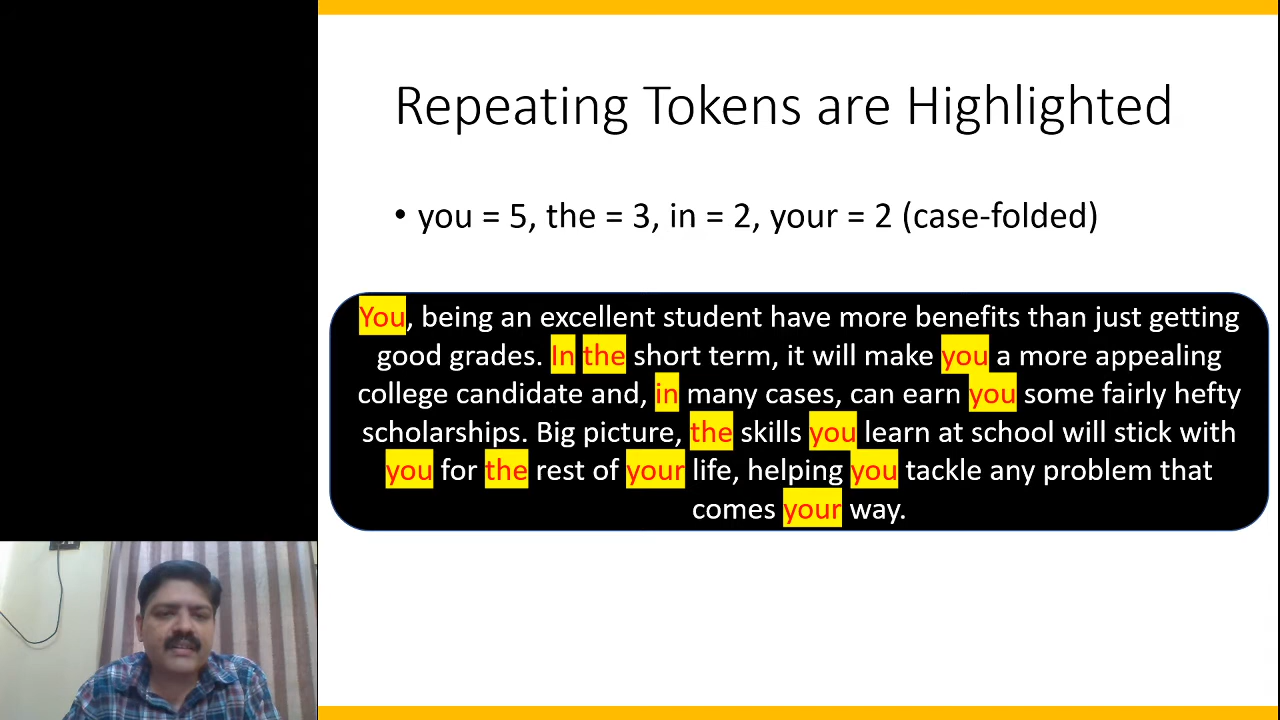 Repeating Tokens are Highlighted
• you = 5, the = 3, in = 2, your = 2 (case-folded)
You, being an excellent student have more benefits than just getting
good grades. In the short term, it will make you a more appealing
college candidate and, in many cases, can earn you some fairly hefty
scholarships. Big picture, the skills you learn at school will stick with
you for the rest of your life, helping you tackle any problem that
comes your way.